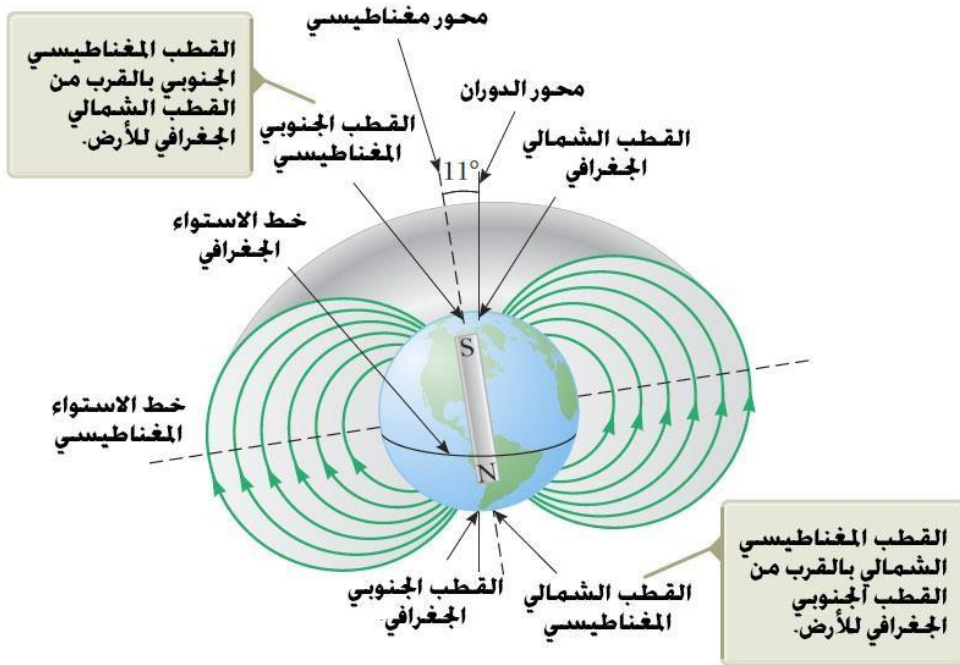 محور مغناطيسي
القطب المغناطيسي
الجنوبي بالقرب من
القطب الشمالي
الجغرافي للأرض.
محور الدوران
القطب الجنوبي
المغناطيسي
القطب الشمالي
الجغرافي
11°
خط الاستواء
الجغرافي
S
خط الاستواء
المغناطيسي
N
القطب الجنوبي
الجغرافي
القطب الشمالي
المغناطيسي
القطب المغناطيسي
الشمالي بالقرب من
القطب الجنوبي
الجغرافي للأرض.